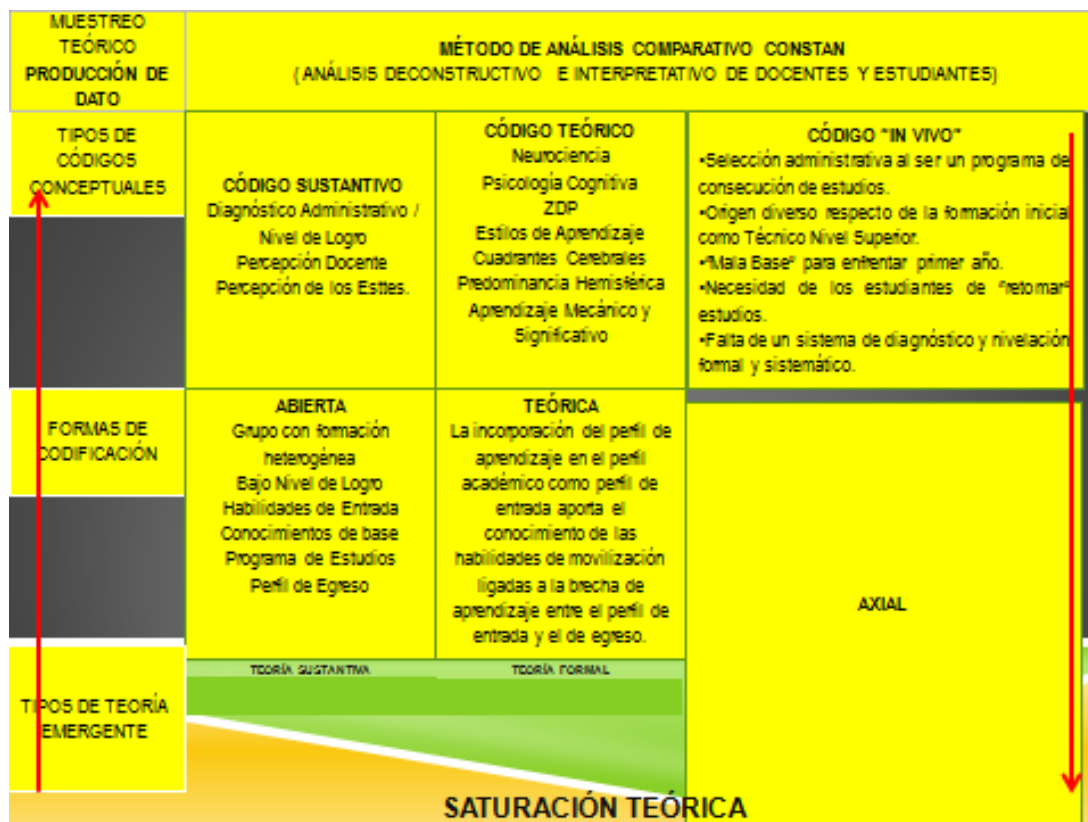 MUESTREO
TEÓRICO
PRODUCCIÓN DE
DATO
MÉTODO DE ANÁLISIS COMPARATIVO CONSTAN
( ANÁLISIS DECONSTRUCTIVO E INTERPRETATIVO DE DOCENTES Y ESTUDIANTES)
TIPOS DE
CÓDIGOS
CONCEPTUALES
CÓDIGO SUSTANTIVO
Diagnóstico Administrativo /
Nivel de Logro
Percepción Docente
Percepción de los Esttes.
CÓDIGO TEÓRICO
Neurociencia
Psicología Cognitiva
ZDP
Estilos de Aprendizaje
Cuadrantes Cerebrales
Predominancia Hemisférica
Aprendizaje Mecánico y
Significativo
CÓDIGO "IN VIVO"
•Selección administrativa al ser un programa de
consecución de estudios.
•Origen diverso respecto de la formación inicial
como Técnico Nivel Superior.
•"Mala Base" para enfrentar primer año.
•Necesidad de los estudiantes de "retomar"
estudios.
•Falta de un sistema de diagnóstico y nivelación
formal y sistemático.
FORMAS DE
CODIFICACIÓN
ABIERTA
Grupo con formación
heterogénea
Bajo Nivel de Logro
Habilidades de Entrada
Conocimientos de base
Programa de Estudios
Perfil de Egreso
TEÓRICA
La incorporación del perfil de
aprendizaje en el perfil
académico como perfil de
entrada aporta el
conocimiento de las
habilidades de movilización
ligadas a la brecha de
aprendizaje entre el perfil de
entrada y el de egreso.
AXIAL
TIPOS DE TEORÍA
EMERGENTE
TEORÍA SUSTANTIVA
TEORÍA FORMAL
SATURACIÓN TEÓRICA